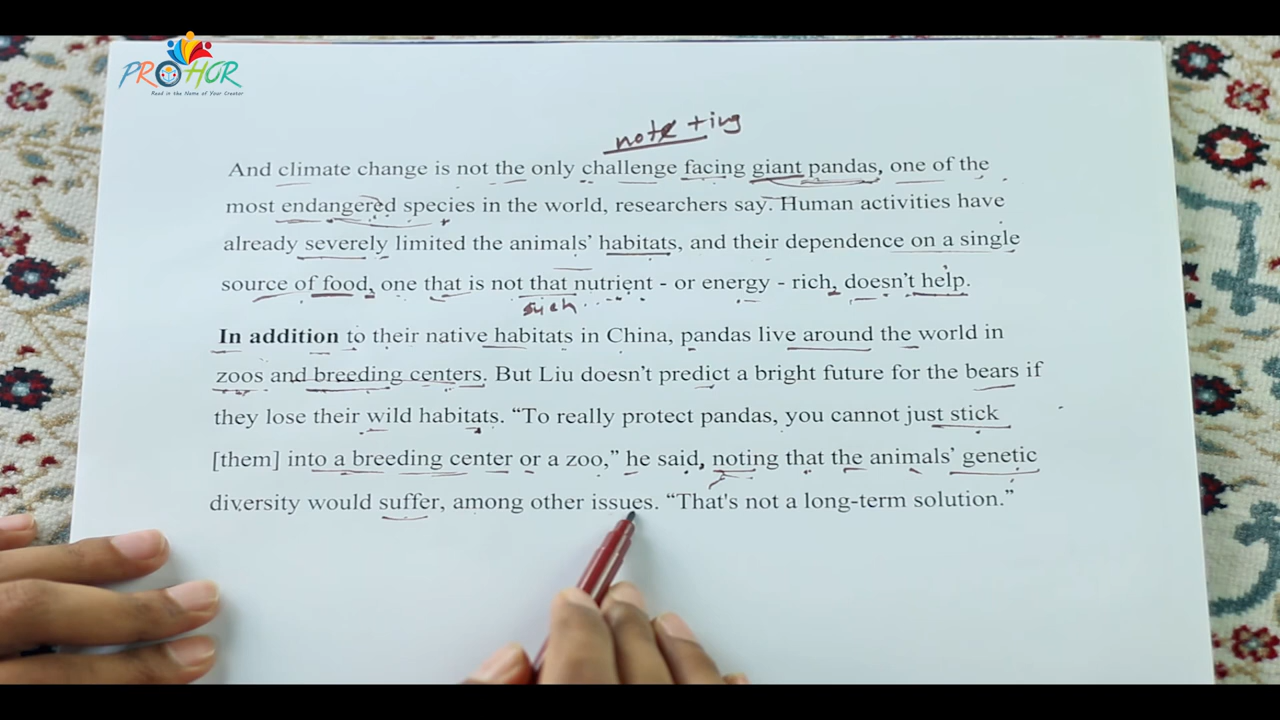 PROHOR
Read in the Name of Your Creator
note + ing
And climate change is not the only challenge facing giant pandas, one of the
most endangered species in the world, researchers say. Human activities have
already severely limited the animals’ habitats, and their dependence on a single
source of food, one that is not that nutrient - or energy - rich, doesn’t help.
such
In addition to their native habitats in China, pandas live around the world in
zoos and breeding centers. But Liu doesn’t predict a bright future for the bears if
they lose their wild habitats. “To really protect pandas, you cannot just stick
[them] into a breeding center or a zoo,” he said, noting that the animals’ genetic
diversity would suffer, among other issues. “That's not a long-term solution.”